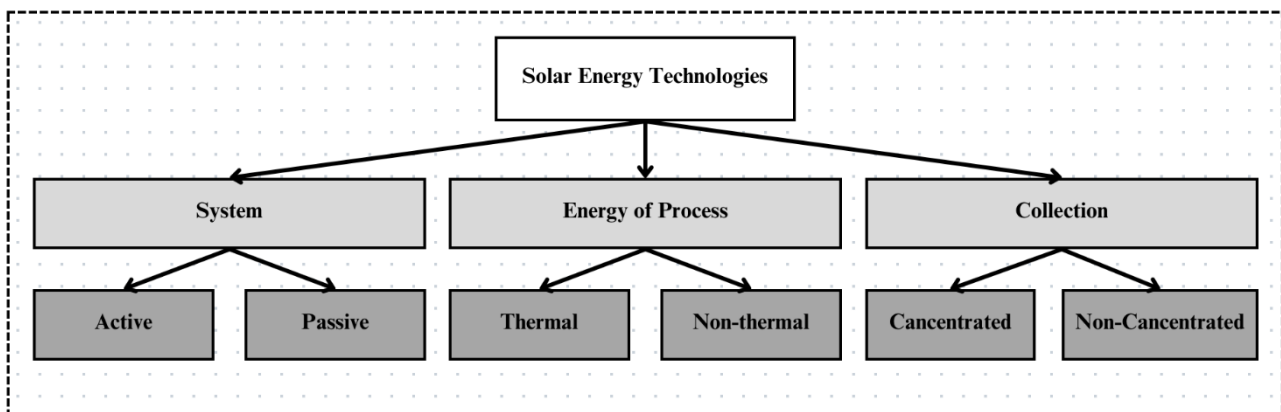 Solar Energy Technologies
System
Energy of Process
Collection
Active
Passive
Thermal
Non-thermal
Cancentrated
Non-Cancentrated